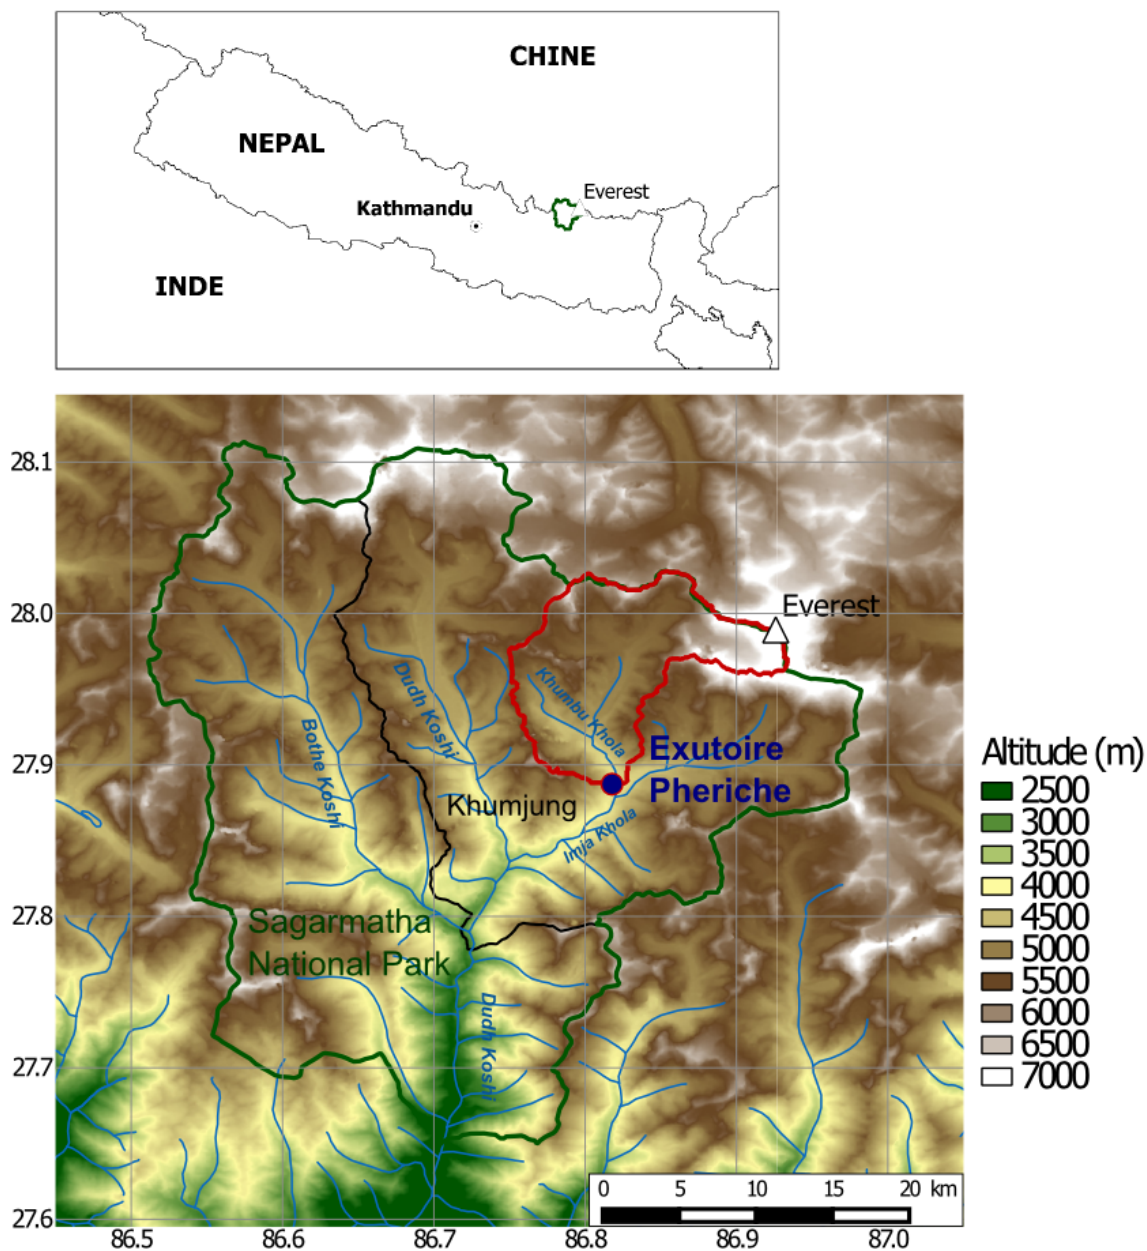 CHINE
NEPAL
Everest
Kathmandu
INDE
28.1
28.0
27.9
27.8
27.7
27.6
86.5
86.6
86.7
86.8
86.9
87.0
Everest
Dudh Koshi
Khumbu Khola
Bothe Koshi
Exutoire
Pheriche
Khumjung
Imja Khola
Sagarmatha
National Park
Dudh Koshi
0 5 10 15 20 km
Altitude (m)
2500
3000
3500
4000
4500
5000
5500
6000
6500
7000